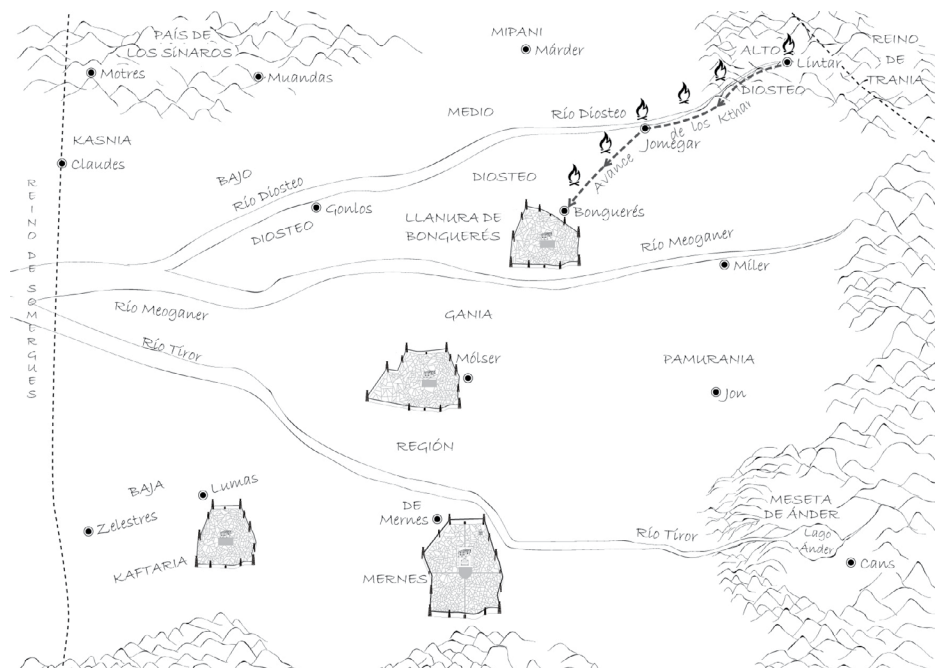 PAÍS DE
LOS SÍNAROS
Motres
Muandas
MIPANI
Márder
ALTO
Líntar
DIOSTEO
REINO
DE
TRANIA
MEDIO
Río Diosteo
Avance de los Kthar
Jomegar
KASNIA
Claudes
BAJO
Río Diosteo
DIOSTEO
Gonlos
DIOSTEO
LLANURA DE
BONGUERÉS
Bonguerés
REINO DE SOMERGUES
Río Meoganer
Míler
Río Meoganer
GANIA
Río Tíror
Mólser
PAMURANIA
Jon
REGIÓN
DE
Mernes
MERNES
BAJA
Lumas
Zelestres
KAFTARIA
Río Tíror
MESETA
DE ÁNDER
Lago
Ánder
Cans